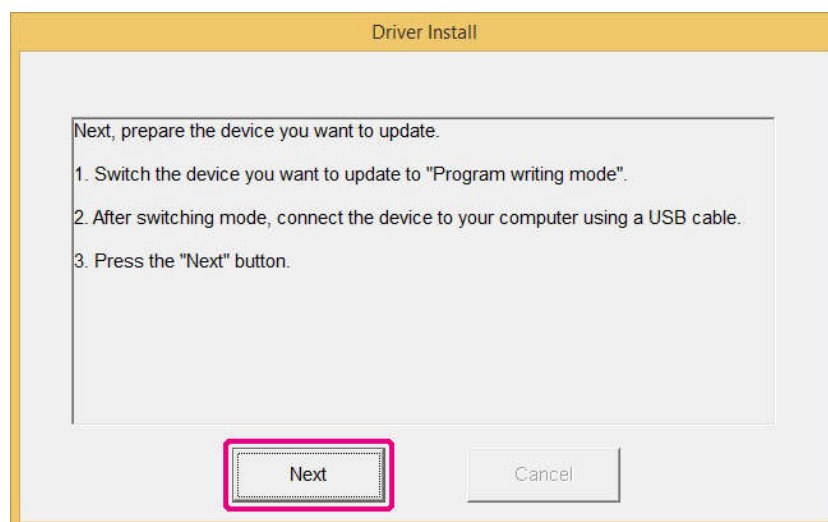 Driver Install
Next, prepare the device you want to update.
1. Switch the device you want to update to "Program writing mode".
2. After switching mode, connect the device to your computer using a USB cable.
3. Press the "Next" button.
Next
Cancel